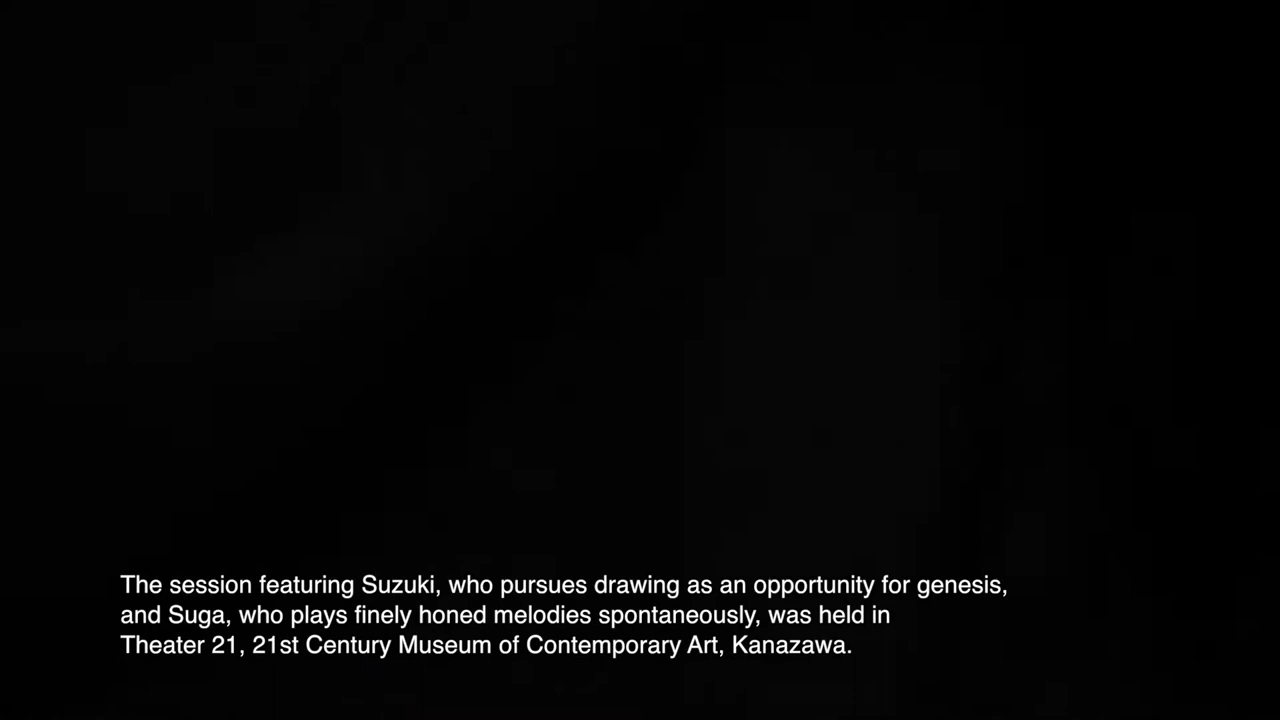 The session featuring Suzuki, who pursues drawing as an opportunity for genesis,
and Suga, who plays finely honed melodies spontaneously, was held in
Theater 21, 21st Century Museum of Contemporary Art, Kanazawa.